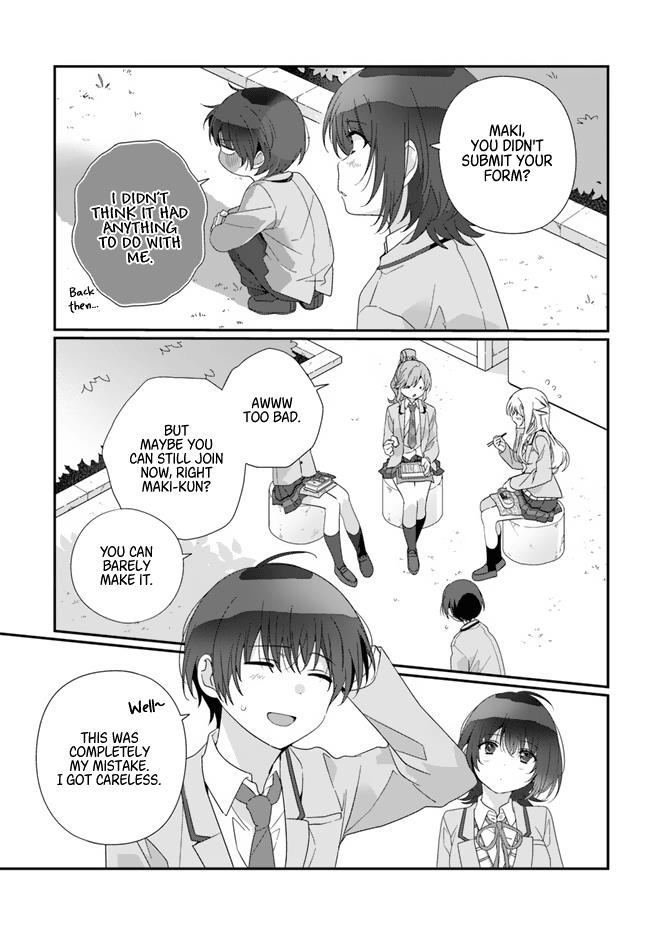 MAKI,
YOU DIDN'T
SUBMIT YOUR
FORM?
I DIDN'T
THINK IT HAD
ANYTHING
TO DO WITH
ME.
Back
then...
AWWW
TOO BAD.
BUT
MAYBE YOU
CAN STILL JOIN
NOW, RIGHT
MAKI-KUN?
YOU CAN
BARELY
MAKE IT.
Well~
THIS WAS
COMPLETELY
MY MISTAKE.
I GOT CARELESS.